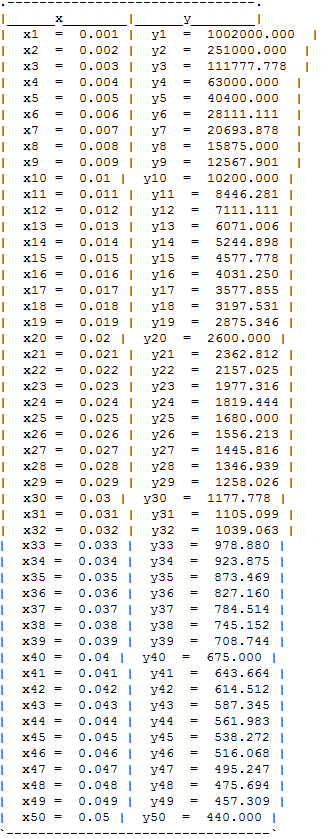 .-------------------------------.
|______x________|_______y________|
| x1 = 0.001 | y1 = 1002000.000 |
| x2 = 0.002 | y2 = 251000.000 |
| x3 = 0.003 | y3 = 111777.778 |
| x4 = 0.004 | y4 = 63000.000 |
| x5 = 0.005 | y5 = 40400.000 |
| x6 = 0.006 | y6 = 28111.111 |
| x7 = 0.007 | y7 = 20693.878 |
| x8 = 0.008 | y8 = 15875.000 |
| x9 = 0.009 | y9 = 12567.901 |
| x10 = 0.01 | y10 = 10200.000 |
| x11 = 0.011 | y11 = 8446.281 |
| x12 = 0.012 | y12 = 7111.111 |
| x13 = 0.013 | y13 = 6071.006 |
| x14 = 0.014 | y14 = 5244.898 |
| x15 = 0.015 | y15 = 4577.778 |
| x16 = 0.016 | y16 = 4031.250 |
| x17 = 0.017 | y17 = 3577.855 |
| x18 = 0.018 | y18 = 3197.531 |
| x19 = 0.019 | y19 = 2875.346 |
| x20 = 0.02 | y20 = 2600.000 |
| x21 = 0.021 | y21 = 2362.812 |
| x22 = 0.022 | y22 = 2157.025 |
| x23 = 0.023 | y23 = 1977.316 |
| x24 = 0.024 | y24 = 1819.444 |
| x25 = 0.025 | y25 = 1680.000 |
| x26 = 0.026 | y26 = 1556.213 |
| x27 = 0.027 | y27 = 1445.816 |
| x28 = 0.028 | y28 = 1346.939 |
| x29 = 0.029 | y29 = 1258.026 |
| x30 = 0.03 | y30 = 1177.778 |
| x31 = 0.031 | y31 = 1105.099 |
| x32 = 0.032 | y32 = 1039.063 |
| x33 = 0.033 | y33 = 978.880 |
| x34 = 0.034 | y34 = 923.875 |
| x35 = 0.035 | y35 = 873.469 |
| x36 = 0.036 | y36 = 827.160 |
| x37 = 0.037 | y37 = 784.514 |
| x38 = 0.038 | y38 = 745.152 |
| x39 = 0.039 | y39 = 708.744 |
| x40 = 0.04 | y40 = 675.000 |
| x41 = 0.041 | y41 = 643.664 |
| x42 = 0.042 | y42 = 614.512 |
| x43 = 0.043 | y43 = 587.345 |
| x44 = 0.044 | y44 = 561.983 |
| x45 = 0.045 | y45 = 538.272 |
| x46 = 0.046 | y46 = 516.068 |
| x47 = 0.047 | y47 = 495.247 |
| x48 = 0.048 | y48 = 475.694 |
| x49 = 0.049 | y49 = 457.309 |
| x50 = 0.05 | y50 = 440.000 |
`---------------------------------`